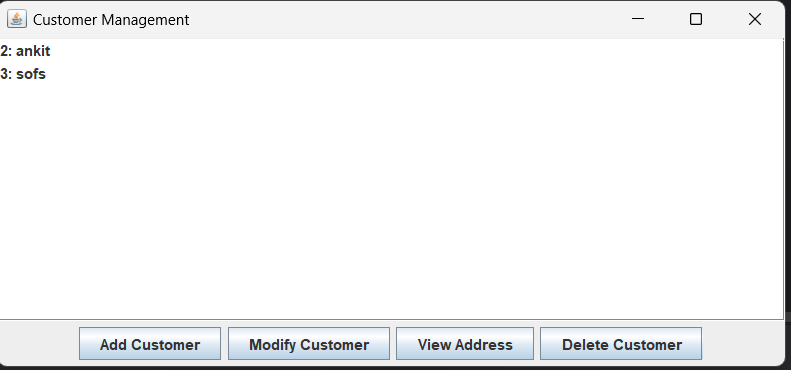 Customer Management
2: ankit
3: sofs
Add Customer Modify Customer View Address Delete Customer